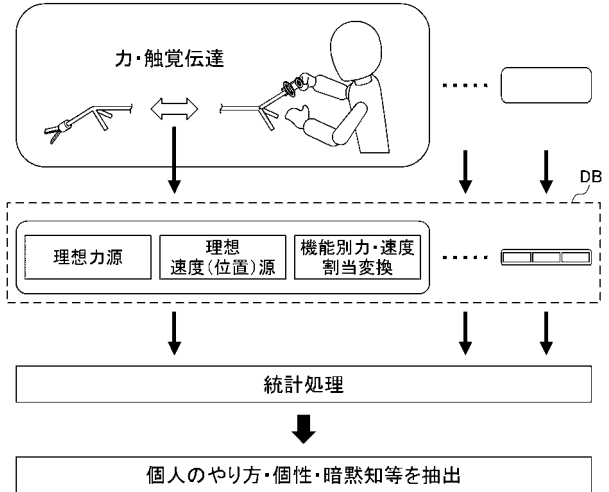 力・触覚伝達
DB
理想力源
理想
速度(位置)源
機能別力・速度
割当変換
統計処理
個人のやり方・個性・暗黙知等を抽出